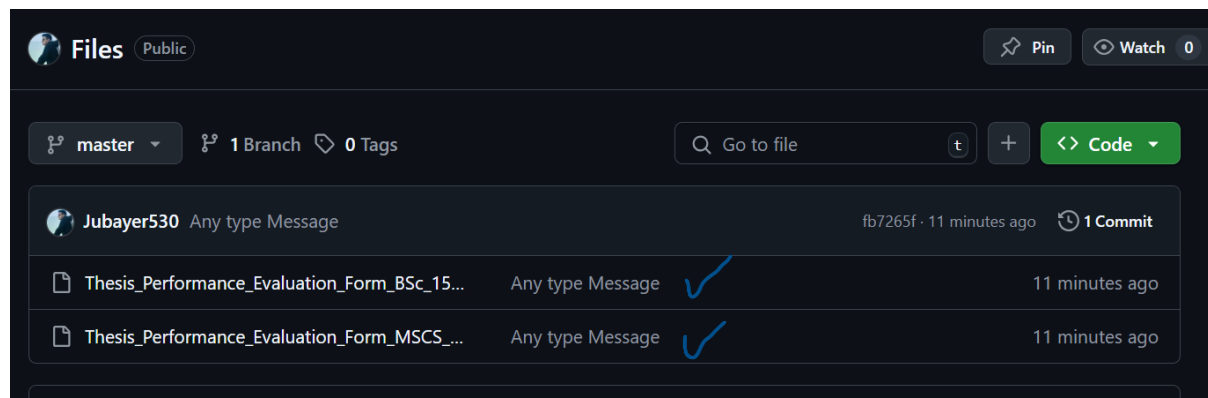 Files Public Pin Watch 0
master 1 Branch 0 Tags Go to file t Code
Jubayer530 Any type Message fb7265f · 11 minutes ago 1 Commit
Thesis_Performance_Evaluation_Form_BSc_15... Any type Message 11 minutes ago
Thesis_Performance_Evaluation_Form_MSCS_... Any type Message 11 minutes ago